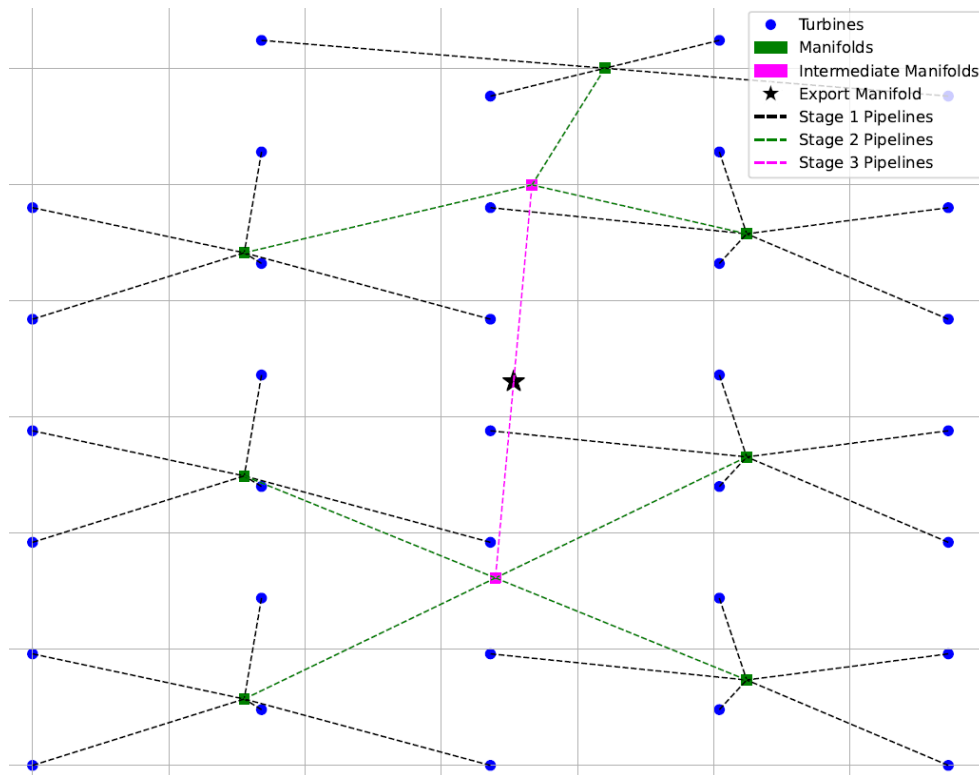 Turbines
Manifolds
Intermediate Manifolds
Export Manifold
Stage 1 Pipelines
Stage 2 Pipelines
Stage 3 Pipelines